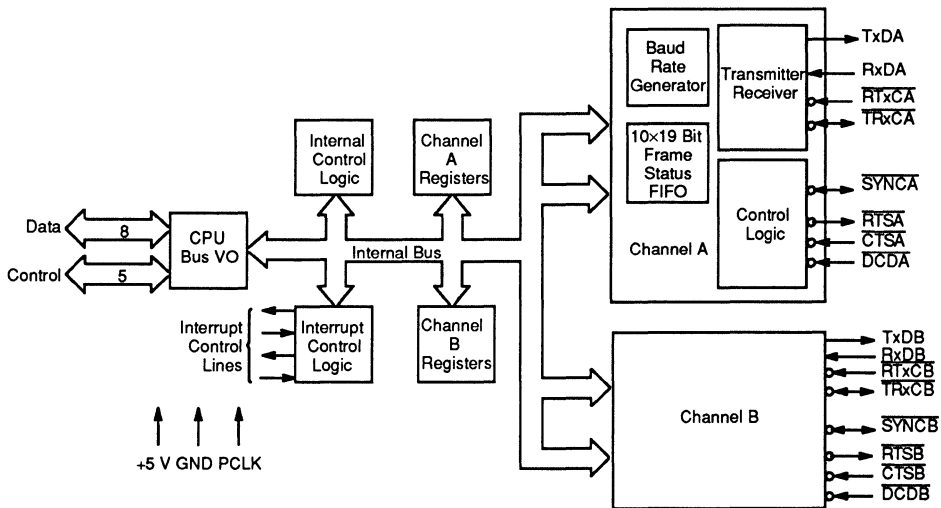 Data
8
Control
5
CPU
Bus VO
Internal
Control
Logic
Channel
A
Registers
Internal Bus
Interrupt
Control
Lines
Interrupt
Control
Logic
Channel
B
Registers
+5 V GND PCLK
Baud
Rate
Generator
Transmitter
Receiver
10×19 Bit
Frame
Status
FIFO
Control
Logic
Channel A
TxDA
RxDA
RTxCA
TRxCA
SYNCA
RTSA
CTSA
DCDA
Channel B
TxDB
RxDB
RTxCB
TRxCB
SYNCB
RTSB
CTSB
DCDB